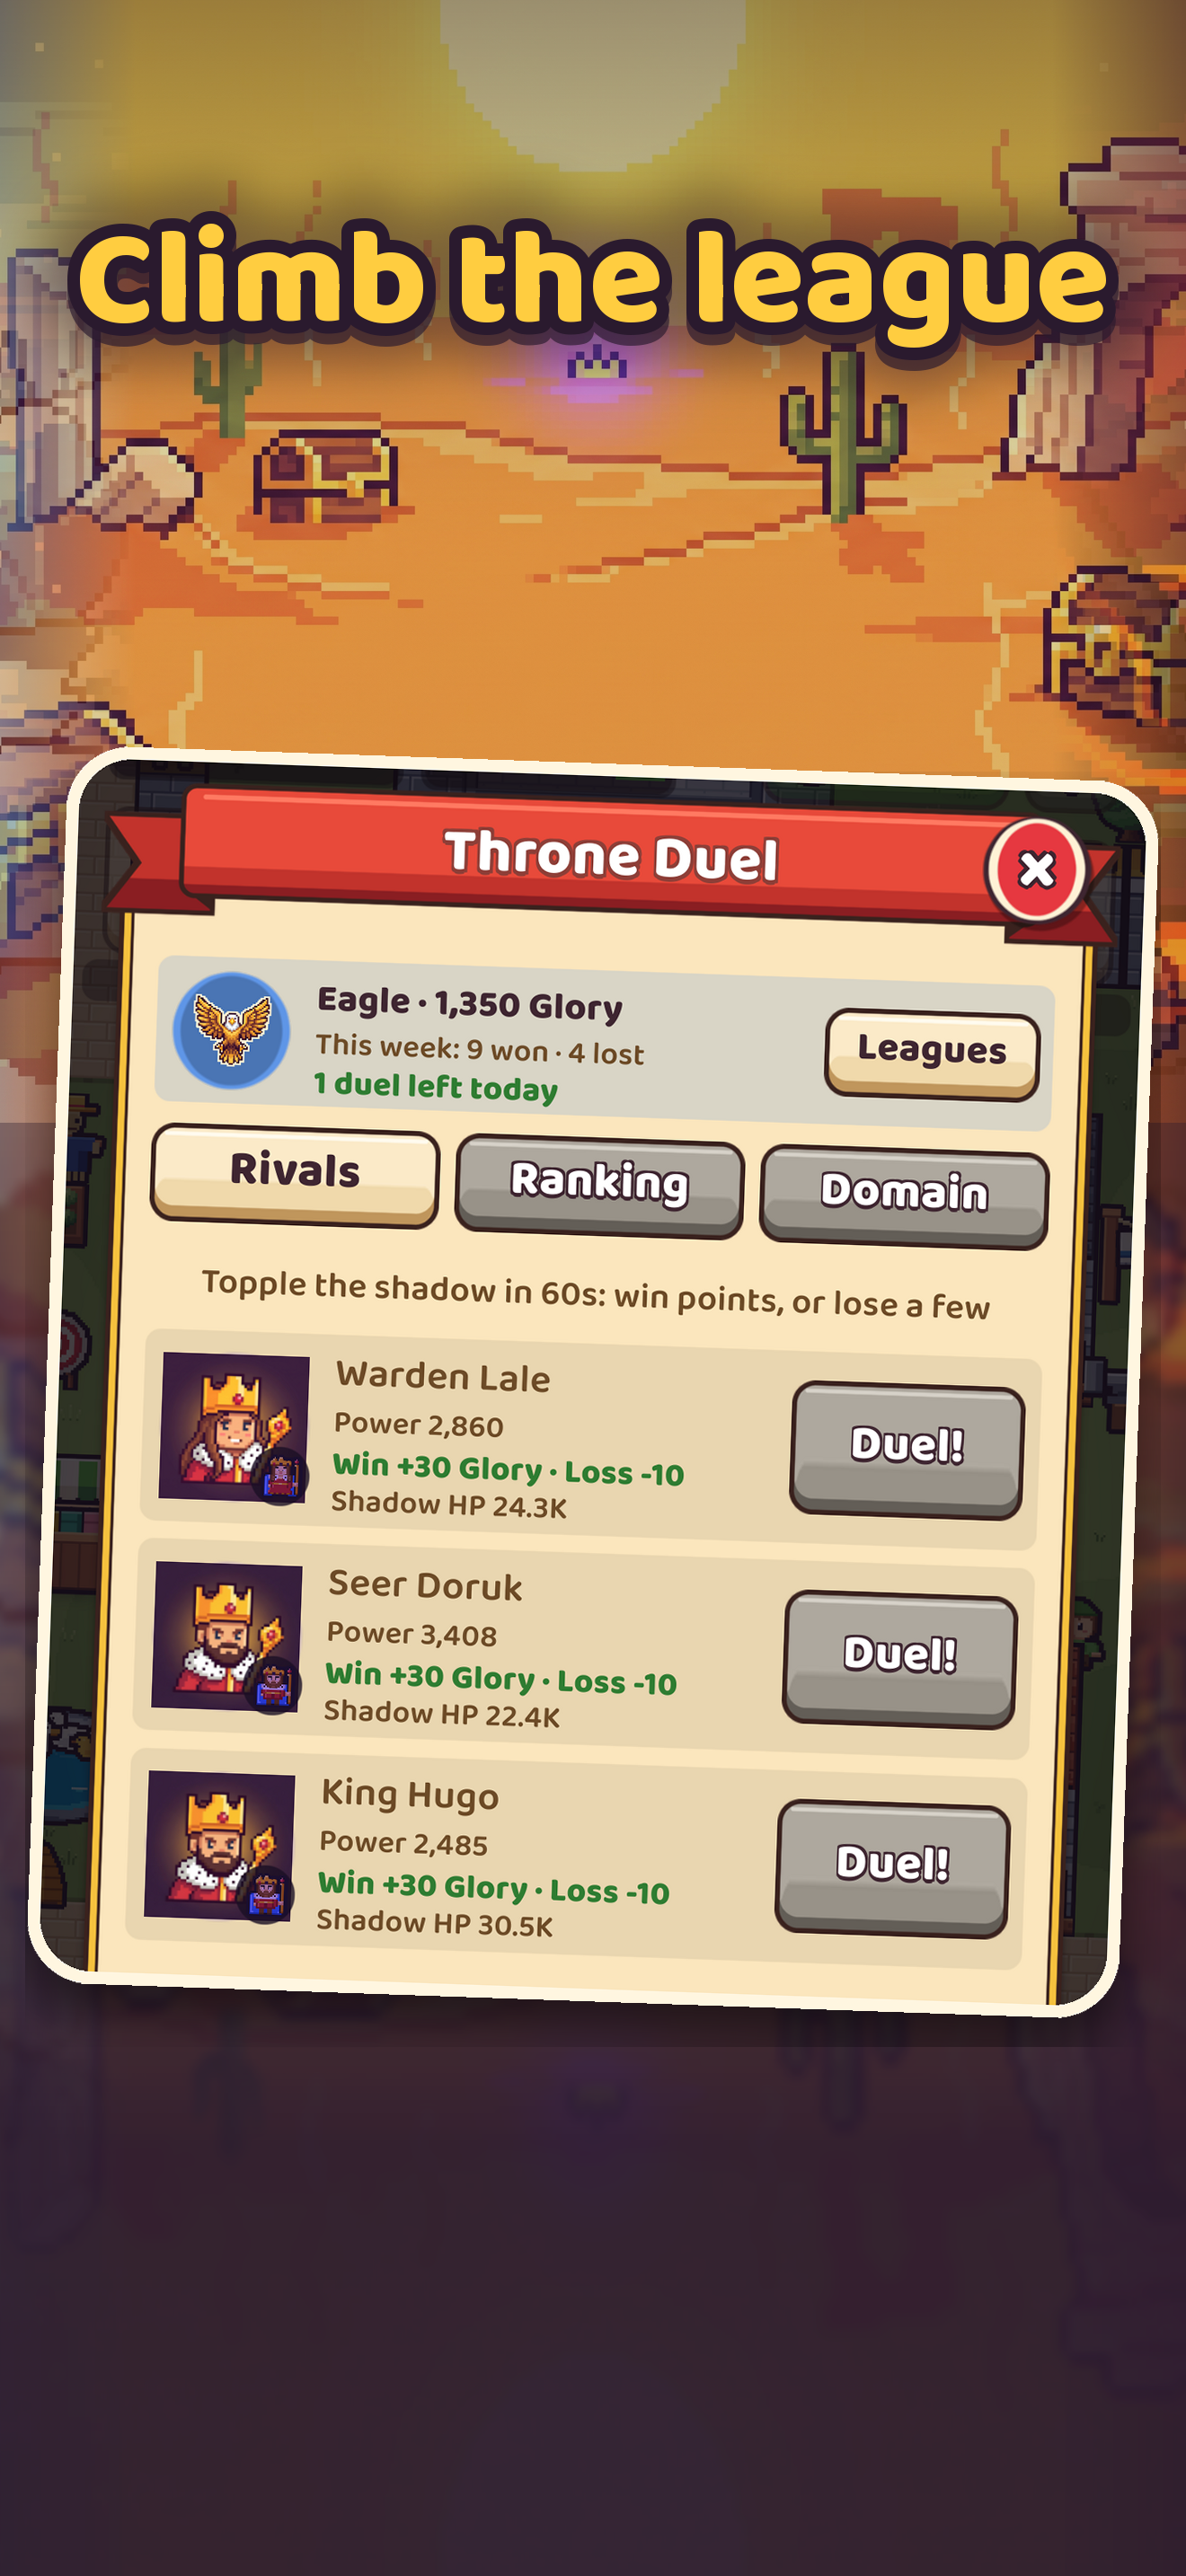 Climb the league
Throne Duel
Eagle · 1,350 Glory
This week: 9 won · 4 lost
1 duel left today
Leagues
Rivals
Ranking
Domain
Topple the shadow in 60s: win points, or lose a few
Warden Lale
Power 2,860
Win +30 Glory · Loss -10
Shadow HP 24.3K
Duel!
Seer Doruk
Power 3,408
Win +30 Glory · Loss -10
Shadow HP 22.4K
Duel!
King Hugo
Power 2,485
Win +30 Glory · Loss -10
Shadow HP 30.5K
Duel!